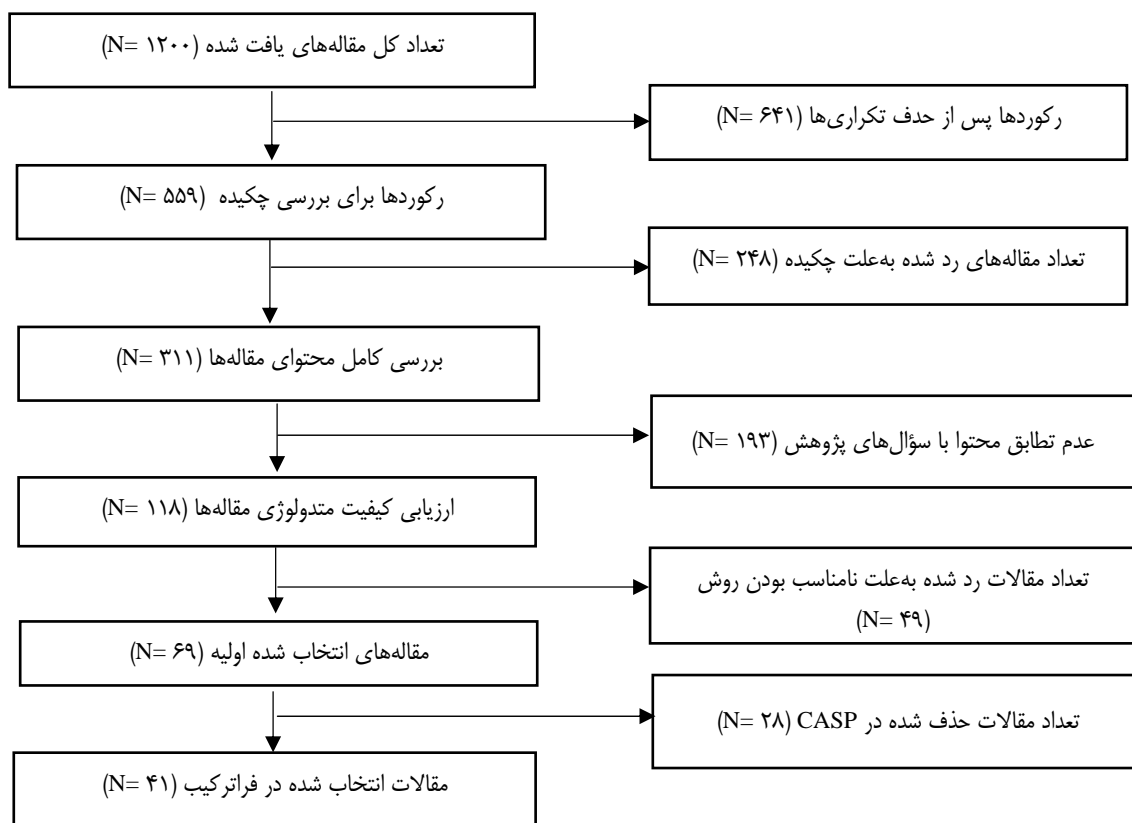 تعداد کل مقاله‌های یافت شده (N= ۱۲۰۰)
رکوردها پس از حذف تکراری‌ها (N= ۶۴۱)
رکوردها برای بررسی چکیده (N= ۵۵۹)
تعداد مقاله‌های رد شده به‌علت چکیده (N= ۲۴۸)
بررسی کامل محتوای مقاله‌ها (N= ۳۱۱)
عدم تطابق محتوا با سؤال‌های پژوهش (N= ۱۹۳)
ارزیابی کیفیت متدولوژی مقاله‌ها (N= ۱۱۸)
تعداد مقالات رد شده به‌علت نامناسب بودن روش
(N= ۴۹)
مقاله‌های انتخاب شده اولیه (N= ۶۹)
تعداد مقالات حذف شده در CASP (N= ۲۸)
مقالات انتخاب شده در فراترکیب (N= ۴۱)